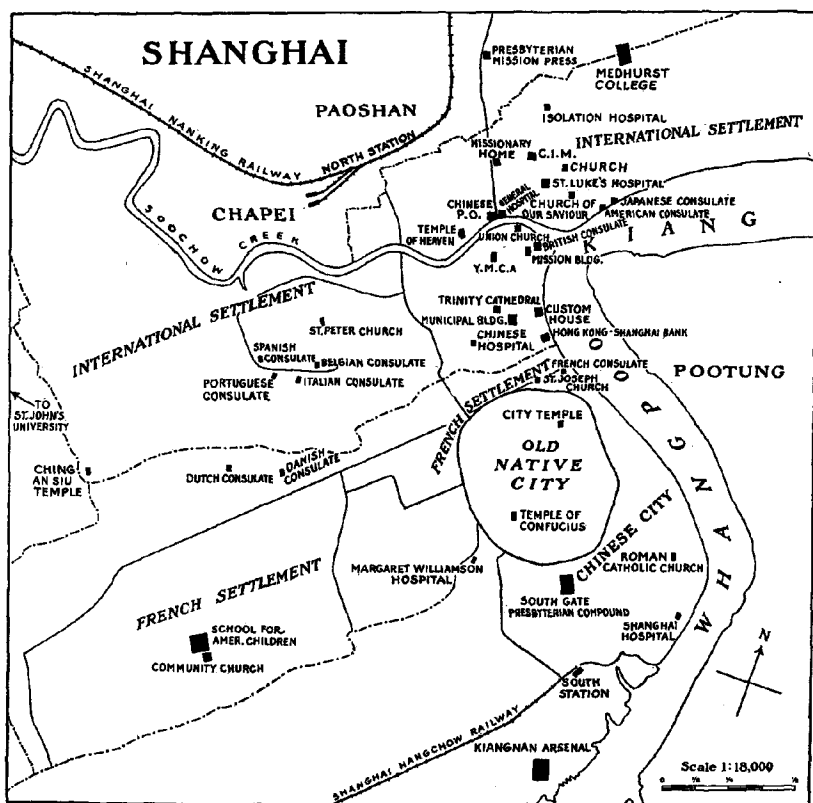 SHANGHAI
SHANGHAI NANKING RAILWAY
NORTH STATION
PAOSHAN
CHAPEI
SOOCHOW CREEK
PRESBYTERIAN
MISSION PRESS
MEDHURST
COLLEGE
ISOLATION HOSPITAL
INTERNATIONAL SETTLEMENT
MISSIONARY
HOME
C.I.M.
CHURCH
ST. LUKE'S HOSPITAL
CHINESE
P.O.
GENERAL
HOSPITAL
CHURCH OF
OUR SAVIOUR
JAPANESE CONSULATE
AMERICAN CONSULATE
TEMPLE
OF HEAVEN
UNION CHURCH
BRITISH CONSULATE
MISSION BLDG.
Y.M.C.A
WHANGPOO KIANG
INTERNATIONAL SETTLEMENT
ST. PETER CHURCH
SPANISH
CONSULATE
BELGIAN CONSULATE
PORTUGUESE
CONSULATE
ITALIAN CONSULATE
TRINITY CATHEDRAL
MUNICIPAL BLDG.
CUSTOM
HOUSE
CHINESE
HOSPITAL
HONG KONG-SHANGHAI BANK
FRENCH CONSULATE
ST. JOSEPH
CHURCH
POOTUNG
TO
ST. JOHN'S
UNIVERSITY
FRENCH SETTLEMENT
CITY TEMPLE
OLD
NATIVE
CITY
TEMPLE OF
CONFUCIUS
CHING
AN SIU
TEMPLE
DUTCH CONSULATE
DANISH
CONSULATE
CHINESE CITY
MARGARET WILLIAMSON
HOSPITAL
ROMAN
CATHOLIC CHURCH
SOUTH GATE
PRESBYTERIAN COMPOUND
SHANGHAI
HOSPITAL
FRENCH SETTLEMENT
SCHOOL FOR
AMER. CHILDREN
COMMUNITY CHURCH
SOUTH
STATION
SHANGHAI HANGCHOW RAILWAY
KIANGNAN ARSENAL
N
Scale 1:18,000